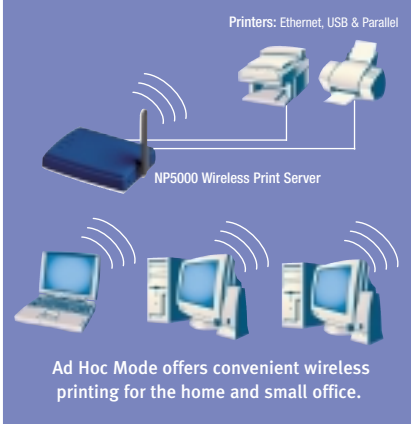 Printers: Ethernet, USB & Parallel
NP5000 Wireless Print Server
Ad Hoc Mode offers convenient wireless
printing for the home and small office.